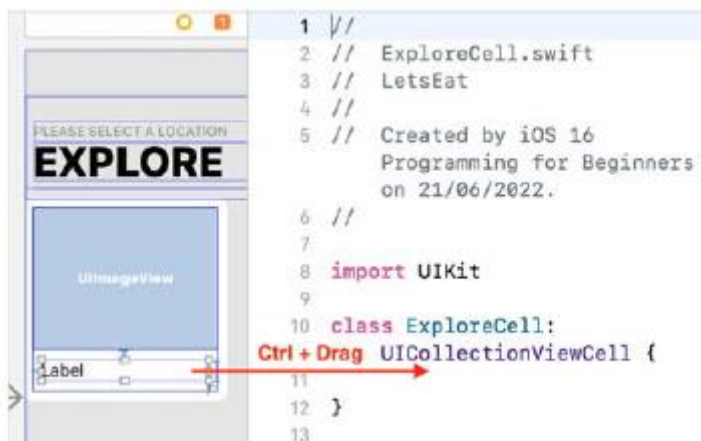 1 //
2 // ExploreCell.swift
3 // LetsEat
4 //
5 // Created by iOS 16
Programming for Beginners
on 21/06/2022.
6 //
7
8 import UIKit
9
10 class ExploreCell:
UICollectionViewCell {
11
12 }
13
PLEASE SELECT A LOCATION
EXPLORE
UIImageView
Label
Ctrl + Drag